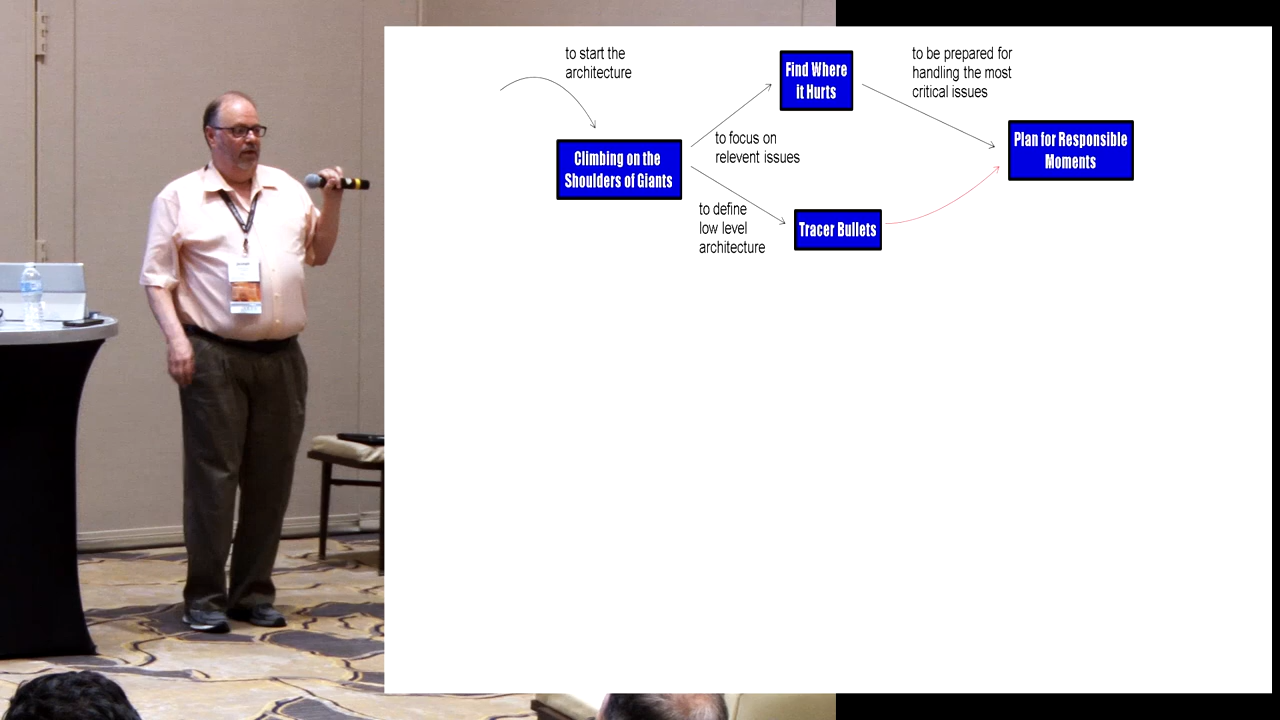 to start the
architecture
Climbing on the
Shoulders of Giants
to focus on
relevent issues
Find Where
it Hurts
to be prepared for
handling the most
critical issues
Plan for Responsible
Moments
to define
low level
architecture
Tracer Bullets